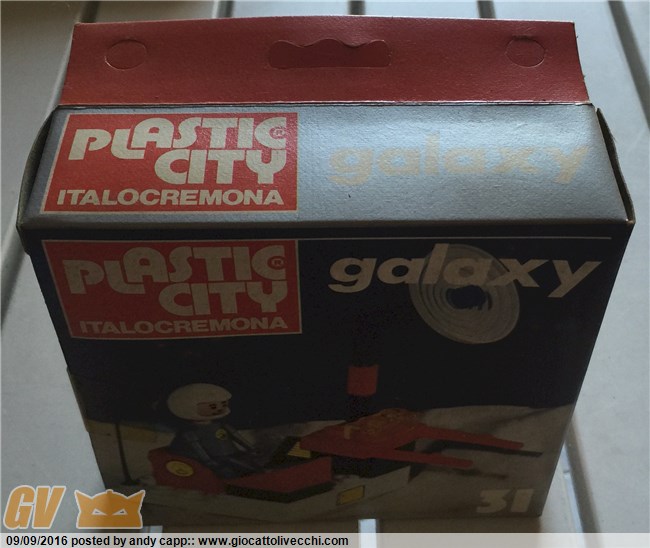 PLASTIC
CITY ®
ITALOCREMONA
galaxy
PLASTIC
CITY ®
ITALOCREMONA
galaxy
31
GV
09/09/2016 posted by andy capp:: www.giocattolivecchi.com